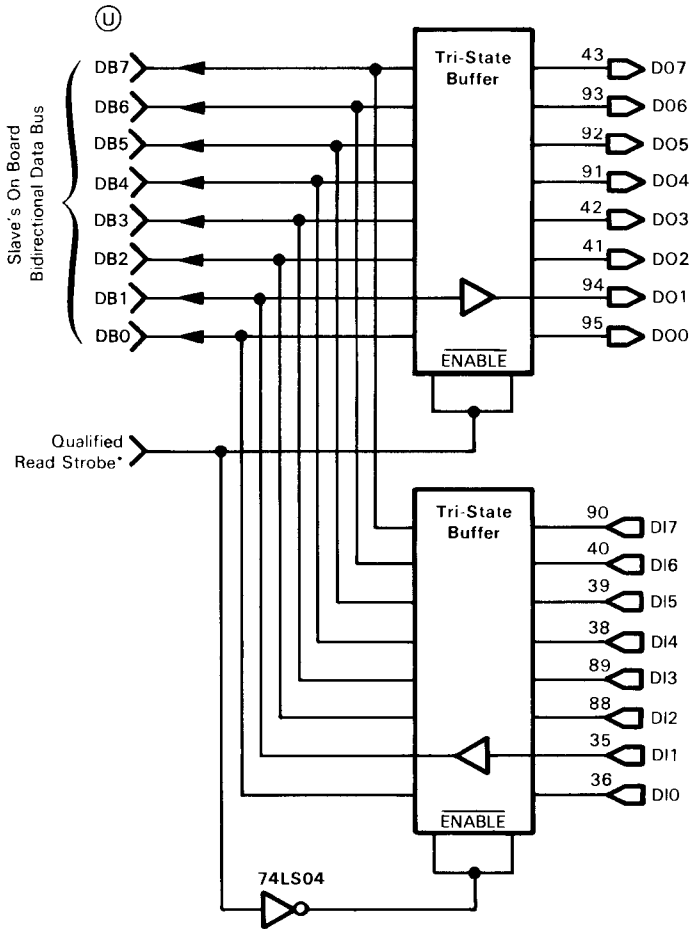 U
Tri-State
Buffer
DB7
43
DO7
DB6
93
DO6
DB5
92
DO5
DB4
91
DO4
DB3
42
DO3
DB2
41
DO2
DB1
94
DO1
DB0
95
DO0
Slave's On Board
Bidirectional Data Bus
ENABLE
Qualified
Read Strobe*
Tri-State
Buffer
90
DI7
40
DI6
39
DI5
38
DI4
89
DI3
88
DI2
35
DI1
36
DI0
ENABLE
74LS04